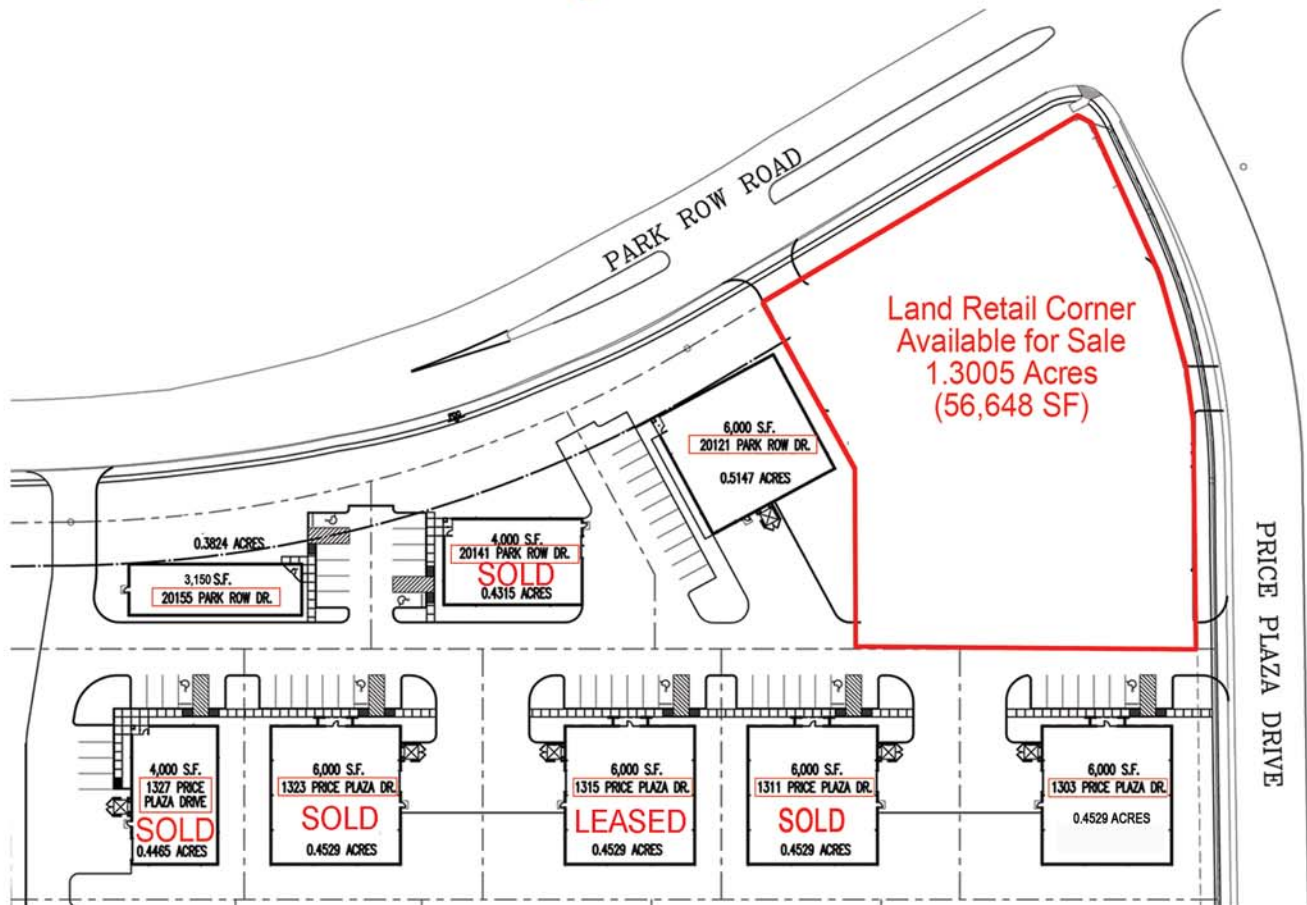 PARK ROW ROAD
Land Retail Corner
Available for Sale
1.3005 Acres
(56,648 SF)
6,000 S.F.
20121 PARK ROW DR.
0.5147 ACRES
0.3824 ACRES
3,150 S.F.
20155 PARK ROW DR.
4,000 S.F.
20141 PARK ROW DR.
SOLD
0.4315 ACRES
PRICE PLAZA DRIVE
4,000 S.F.
1327 PRICE
PLAZA DRIVE
SOLD
0.4465 ACRES
6,000 S.F.
1323 PRICE PLAZA DR.
SOLD
0.4529 ACRES
6,000 S.F.
1315 PRICE PLAZA DR.
LEASED
0.4529 ACRES
6,000 S.F.
1311 PRICE PLAZA DR.
SOLD
0.4529 ACRES
6,000 S.F.
1303 PRICE PLAZA DR.
0.4529 ACRES